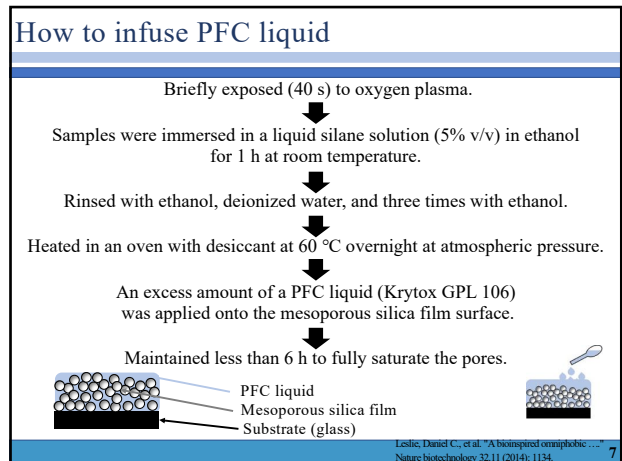 How to infuse PFC liquid
Briefly exposed (40 s) to oxygen plasma.
Samples were immersed in a liquid silane solution (5% v/v) in ethanol
for 1 h at room temperature.
Rinsed with ethanol, deionized water, and three times with ethanol.
Heated in an oven with desiccant at 60 ℃ overnight at atmospheric pressure.
An excess amount of a PFC liquid (Krytox GPL 106)
was applied onto the mesoporous silica film surface.
Maintained less than 6 h to fully saturate the pores.
PFC liquid
Mesoporous silica film
Substrate (glass)
Leslie, Daniel C., et al. "A bioinspired omniphobic …."
Nature biotechnology 32.11 (2014): 1134.
7